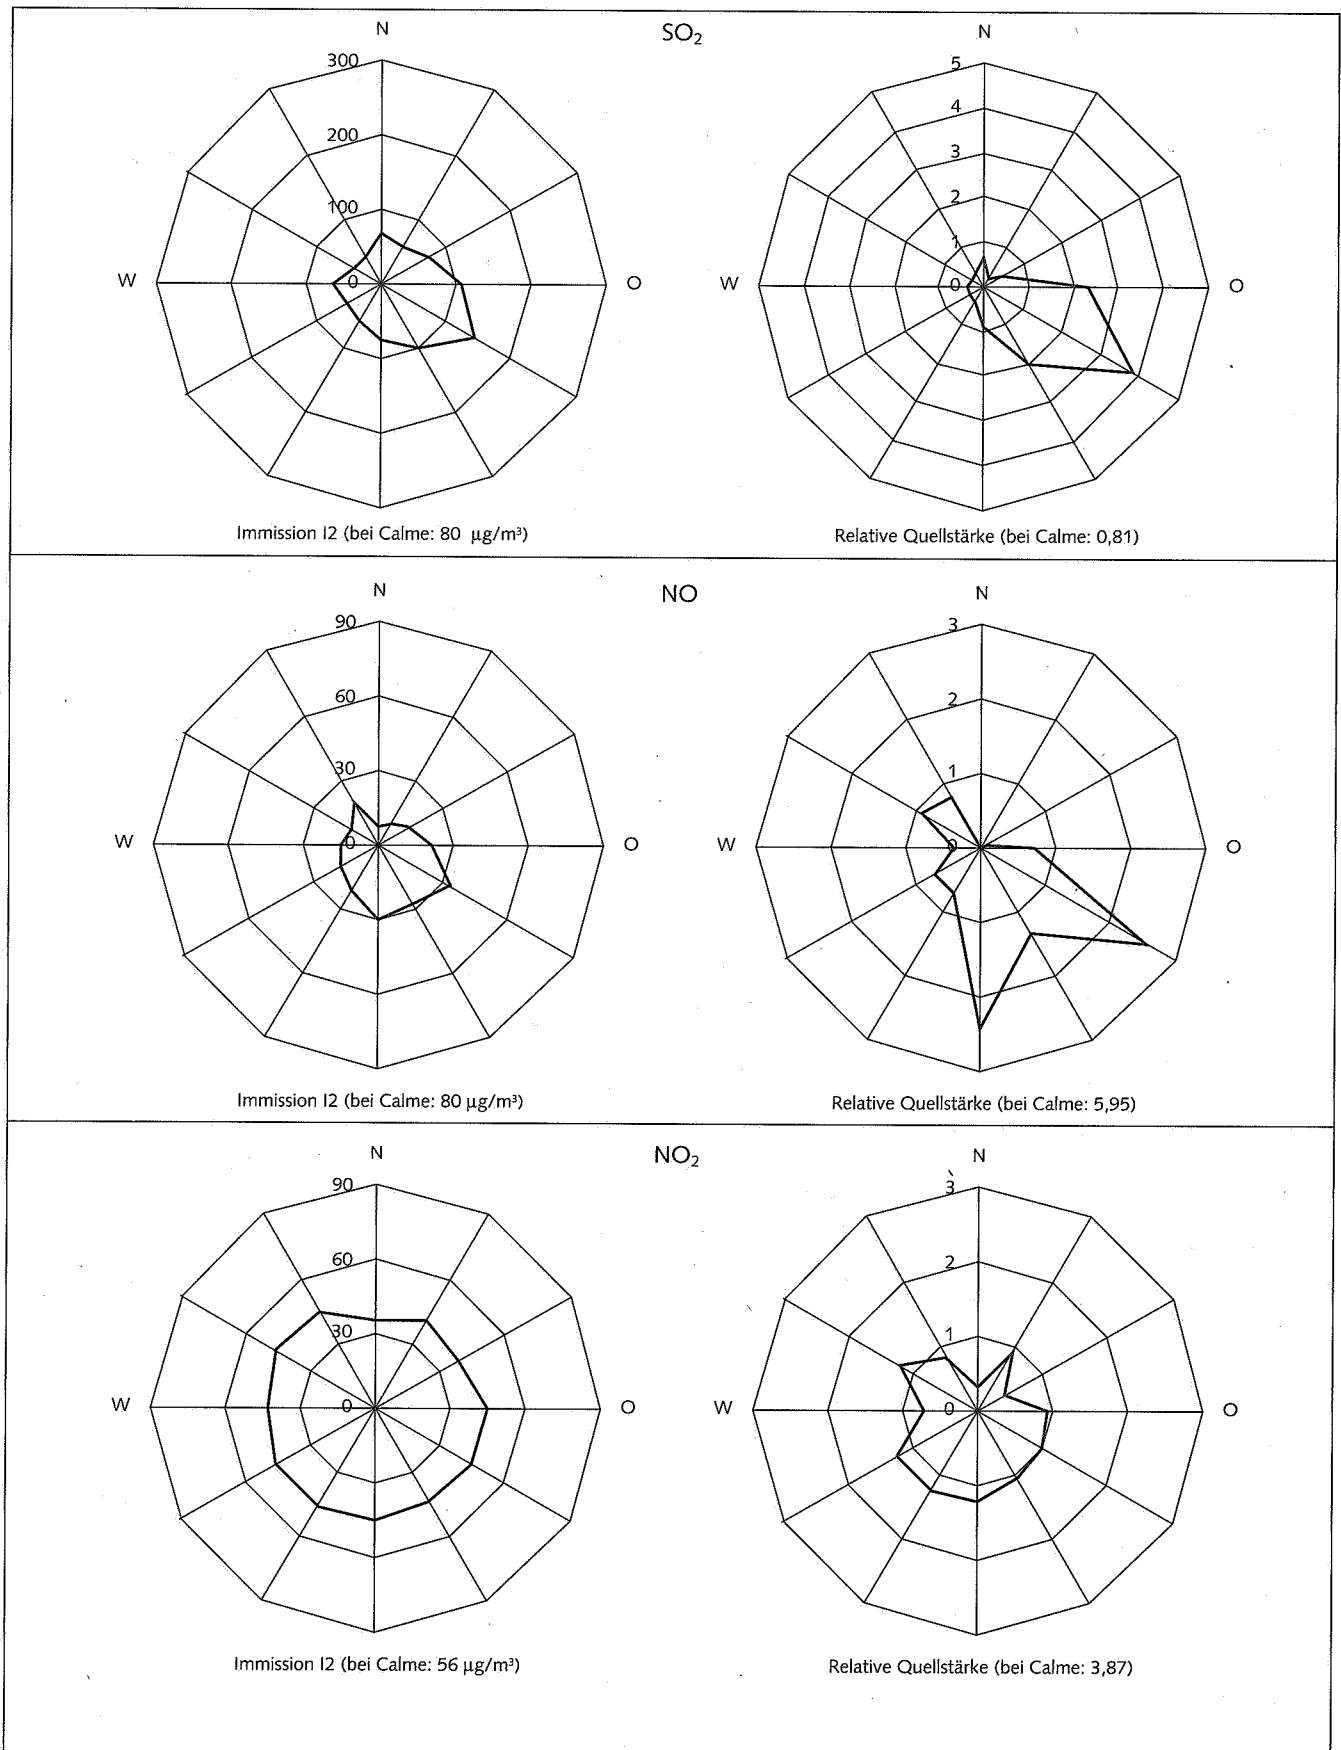 SO₂
N
300
200
100
0
W
O
Immission I2 (bei Calme: 80 µg/m³)
N
5
4
3
2
1
0
W
O
Relative Quellstärke (bei Calme: 0,81)
NO
N
90
60
30
0
W
O
Immission I2 (bei Calme: 80 µg/m³)
N
3
2
1
0
W
O
Relative Quellstärke (bei Calme: 5,95)
NO₂
N
90
60
30
0
W
O
Immission I2 (bei Calme: 56 µg/m³)
N
3
2
1
0
W
O
Relative Quellstärke (bei Calme: 3,87)